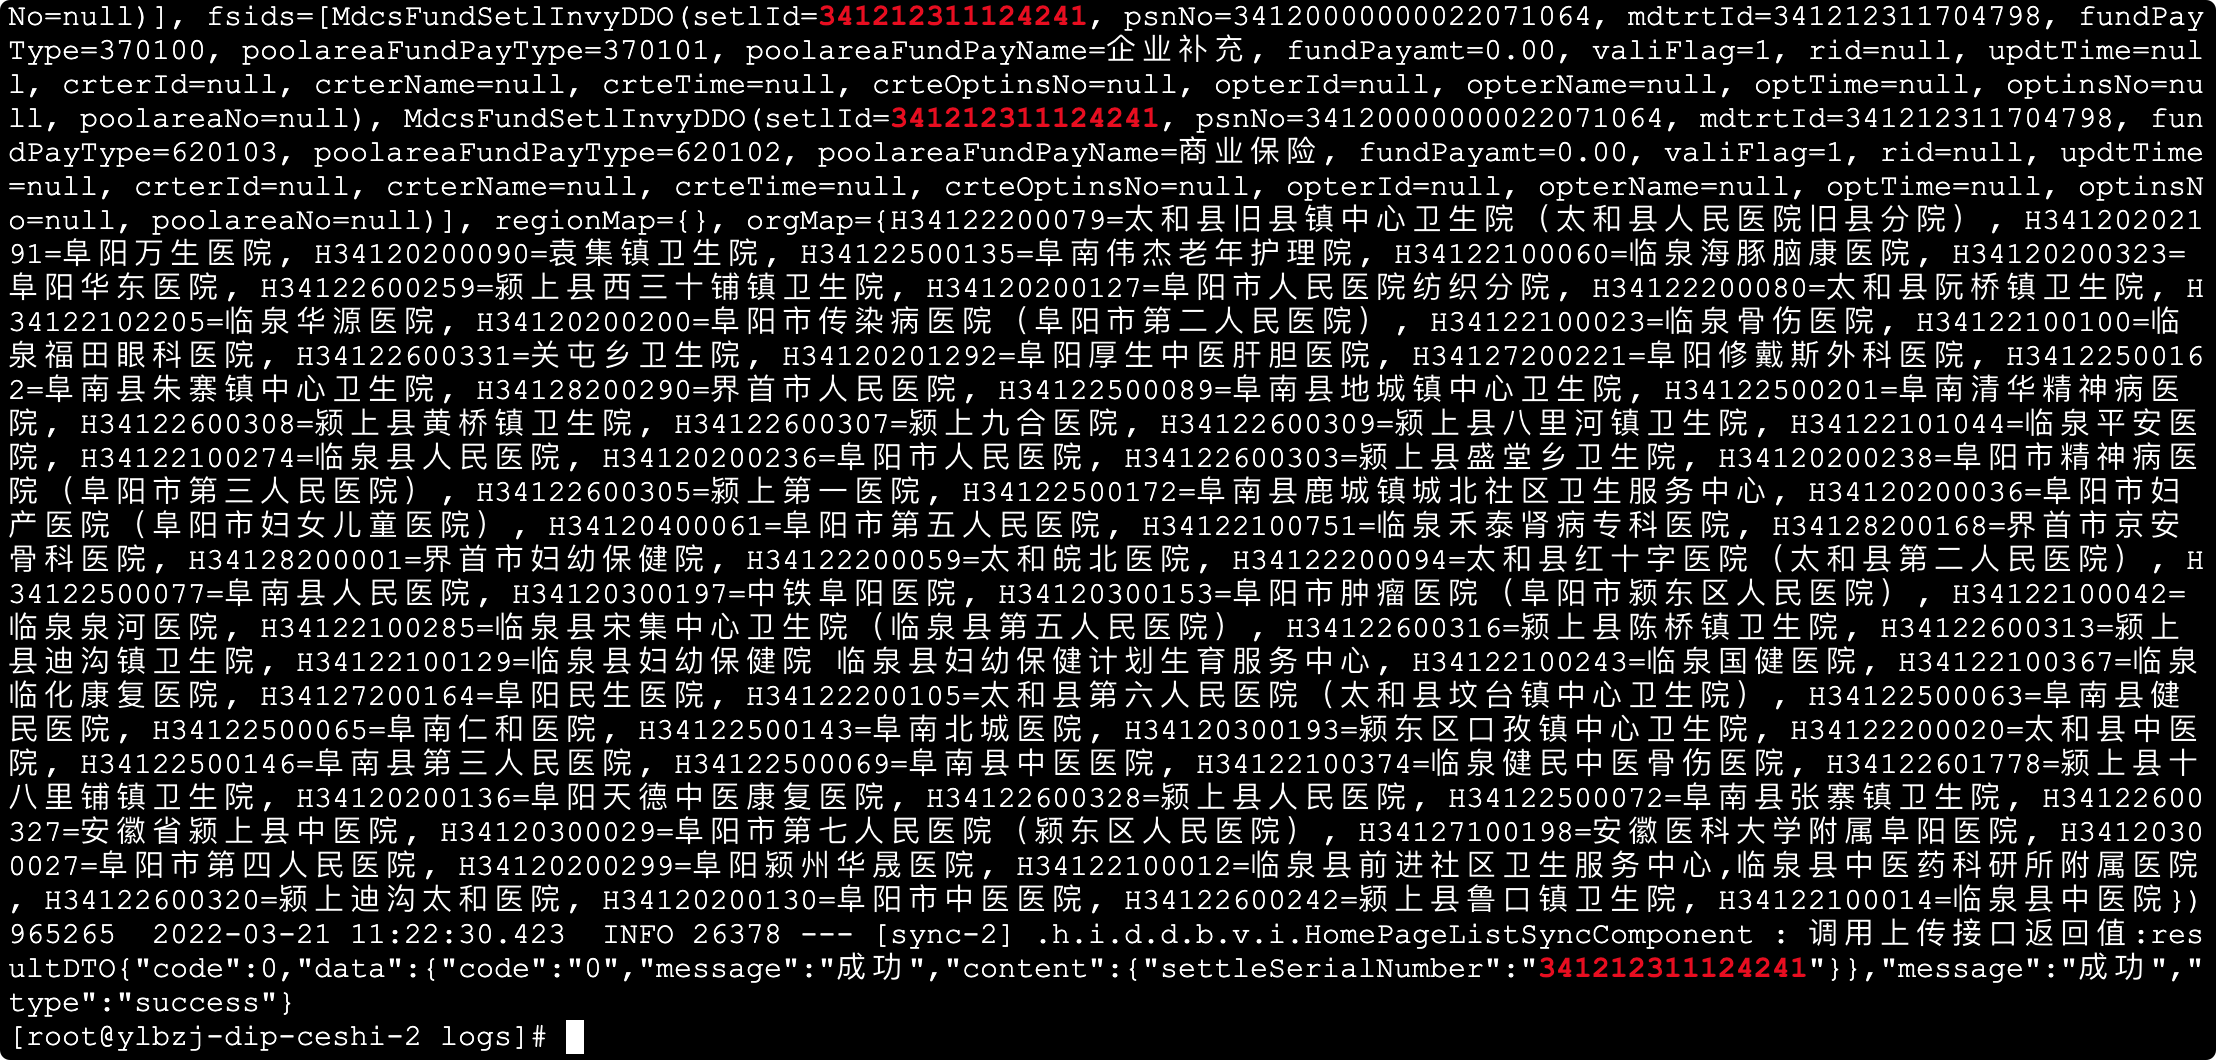 No=null)], fsids=[MdcsFundSetlInvyDDO(setlId=341212311124241, psnNo=34120000000022071064, mdtrtId=341212311704798, fundPay
Type=370100, poolareaFundPayType=370101, poolareaFundPayName=企业补充, fundPayamt=0.00, valiFlag=1, rid=null, updtTime=nul
l, crterId=null, crterName=null, crteTime=null, crteOptinsNo=null, opterId=null, opterName=null, optTime=null, optinsNo=nu
ll, poolareaNo=null), MdcsFundSetlInvyDDO(setlId=341212311124241, psnNo=34120000000022071064, mdtrtId=341212311704798, fun
dPayType=620103, poolareaFundPayType=620102, poolareaFundPayName=商业保险, fundPayamt=0.00, valiFlag=1, rid=null, updtTime
=null, crterId=null, crterName=null, crteTime=null, crteOptinsNo=null, opterId=null, opterName=null, optTime=null, optinsN
o=null, poolareaNo=null)], regionMap={}, orgMap={H34122200079=太和县旧县镇中心卫生院（太和县人民医院旧县分院）, H341202021
91=阜阳万生医院, H34120200090=袁集镇卫生院, H34122500135=阜南伟杰老年护理院, H34122100060=临泉海豚脑康医院, H34120200323=
阜阳华东医院, H34122600259=颍上县西三十铺镇卫生院, H34120200127=阜阳市人民医院纺织分院, H34122200080=太和县阮桥镇卫生院, H
34122102205=临泉华源医院, H34120200200=阜阳市传染病医院（阜阳市第二人民医院）, H34122100023=临泉骨伤医院, H34122100100=临
泉福田眼科医院, H34122600331=关屯乡卫生院, H34120201292=阜阳厚生中医肝胆医院, H34127200221=阜阳修戴斯外科医院, H3412250016
2=阜南县朱寨镇中心卫生院, H34128200290=界首市人民医院, H34122500089=阜南县地城镇中心卫生院, H34122500201=阜南清华精神病医
院, H34122600308=颍上县黄桥镇卫生院, H34122600307=颍上九合医院, H34122600309=颍上县八里河镇卫生院, H34122101044=临泉平安医
院, H34122100274=临泉县人民医院, H34120200236=阜阳市人民医院, H34122600303=颍上县盛堂乡卫生院, H34120200238=阜阳市精神病医
院（阜阳市第三人民医院）, H34122600305=颍上第一医院, H34122500172=阜南县鹿城镇城北社区卫生服务中心, H34120200036=阜阳市妇
产医院（阜阳市妇女儿童医院）, H34120400061=阜阳市第五人民医院, H34122100751=临泉禾泰肾病专科医院, H34128200168=界首市京安
骨科医院, H34128200001=界首市妇幼保健院, H34122200059=太和皖北医院, H34122200094=太和县红十字医院（太和县第二人民医院）, H
34122500077=阜南县人民医院, H34120300197=中铁阜阳医院, H34120300153=阜阳市肿瘤医院（阜阳市颍东区人民医院）, H34122100042=
临泉泉河医院, H34122100285=临泉县宋集中心卫生院（临泉县第五人民医院）, H34122600316=颍上县陈桥镇卫生院, H34122600313=颍上
县迪沟镇卫生院, H34122100129=临泉县妇幼保健院 临泉县妇幼保健计划生育服务中心, H34122100243=临泉国健医院, H34122100367=临泉
临化康复医院, H34127200164=阜阳民生医院, H34122200105=太和县第六人民医院（太和县坟台镇中心卫生院）, H34122500063=阜南县健
民医院, H34122500065=阜南仁和医院, H34122500143=阜南北城医院, H34120300193=颍东区口孜镇中心卫生院, H34122200020=太和县中医
院, H34122500146=阜南县第三人民医院, H34122500069=阜南县中医医院, H34122100374=临泉健民中医骨伤医院, H34122601778=颍上县十
八里铺镇卫生院, H34120200136=阜阳天德中医康复医院, H34122600328=颍上县人民医院, H34122500072=阜南县张寨镇卫生院, H34122600
327=安徽省颍上县中医院, H34120300029=阜阳市第七人民医院（颍东区人民医院）, H34127100198=安徽医科大学附属阜阳医院, H3412030
0027=阜阳市第四人民医院, H34120200299=阜阳颍州华晟医院, H34122100012=临泉县前进社区卫生服务中心,临泉县中医药科研所附属医院
, H34122600320=颍上迪沟太和医院, H34120200130=阜阳市中医医院, H34122600242=颍上县鲁口镇卫生院, H34122100014=临泉县中医院})
965265  2022-03-21 11:22:30.423  INFO 26378 --- [sync-2] .h.i.d.d.b.v.i.HomePageListSyncComponent : 调用上传接口返回值:res
ultDTO{"code":0,"data":{"code":"0","message":"成功","content":{"settleSerialNumber":"341212311124241"}},"message":"成功","
type":"success"}
[root@ylbzj-dip-ceshi-2 logs]#